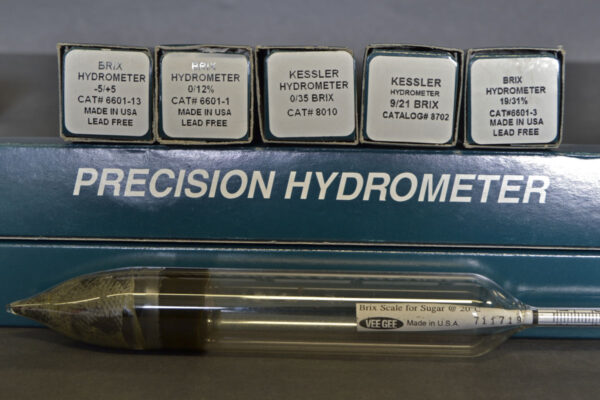 BRIX
HYDROMETER
-5/+5
CAT# 6601-13
MADE IN USA
LEAD FREE
BRIX
HYDROMETER
0/12%
CAT# 6601-1
MADE IN USA
LEAD FREE
KESSLER
HYDROMETER
0/35 BRIX
CAT# 8010
KESSLER
HYDROMETER
9/21 BRIX
CATALOG# 8702
BRIX
HYDROMETER
19/31%
CAT#6601-3
MADE IN USA
LEAD FREE
PRECISION HYDROMETER
Brix Scale for Sugar @ 20
VEE GEE Made in U.S.A. 711719